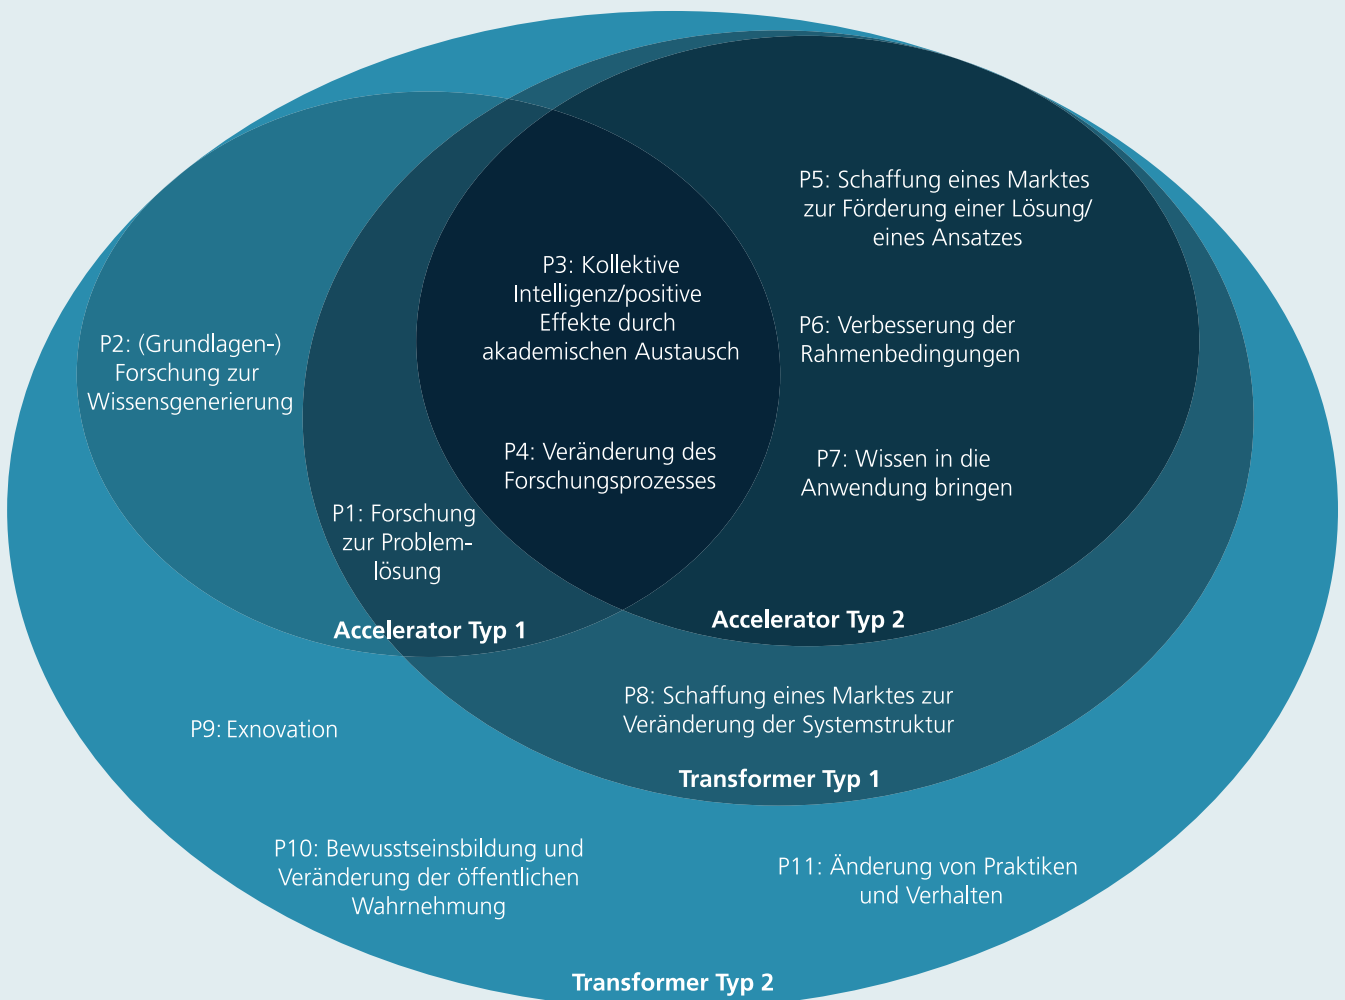 P5: Schaffung eines Marktes
zur Förderung einer Lösung/
eines Ansatzes
P3: Kollektive
Intelligenz/positive
Effekte durch
akademischen Austausch
P6: Verbesserung der
Rahmenbedingungen
P2: (Grundlagen-)
Forschung zur
Wissensgenerierung
P4: Veränderung des
Forschungsprozesses
P7: Wissen in die
Anwendung bringen
P1: Forschung
zur Problem-
lösung
Accelerator Typ 1
Accelerator Typ 2
P8: Schaffung eines Marktes zur
Veränderung der Systemstruktur
P9: Exnovation
Transformer Typ 1
P10: Bewusstseinsbildung und
Veränderung der öffentlichen
Wahrnehmung
P11: Änderung von Praktiken
und Verhalten
Transformer Typ 2